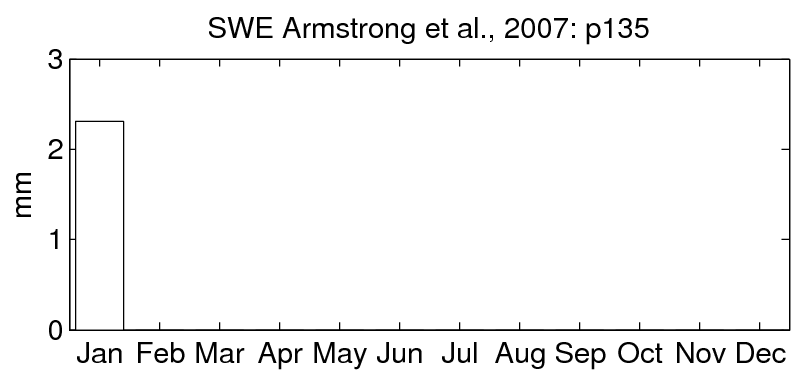 SWE Armstrong et al., 2007: p135
3
2
1
0
mm
Jan Feb Mar Apr May Jun Jul Aug Sep Oct Nov Dec